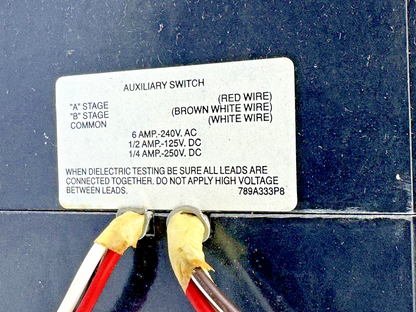 AUXILIARY SWITCH
"A" STAGE (RED WIRE)
"B" STAGE (BROWN WHITE WIRE)
COMMON (WHITE WIRE)
6 AMP.-240V. AC
1/2 AMP.-125V. DC
1/4 AMP.-250V. DC
WHEN DIELECTRIC TESTING BE SURE ALL LEADS ARE
CONNECTED TOGETHER. DO NOT APPLY HIGH VOLTAGE
BETWEEN LEADS. 789A333P8